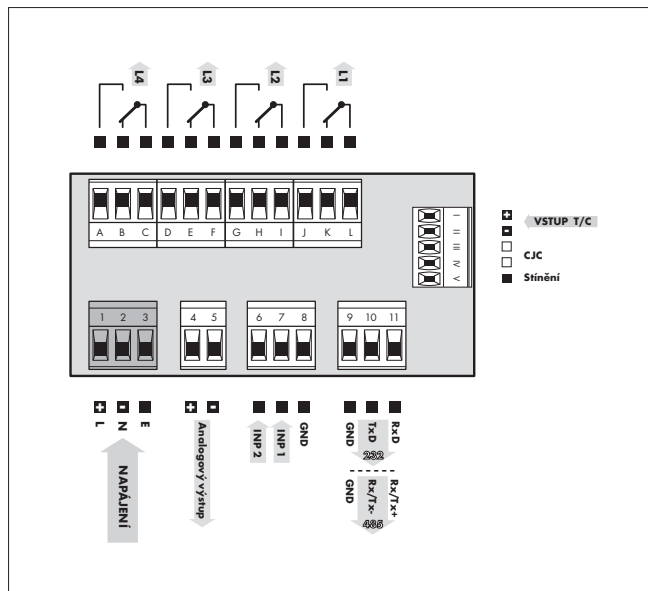 L4 L3 L2 L1
A B C D E F G H I J K L
I
II
III
IV
V
+ VSTUP T/C
-
CJC
Stínění
1 2 3 4 5 6 7 8 9 10 11
+ - + -
L N E
NAPÁJENÍ
Analogový výstup
INP 2 INP 1 GND
GND TxD RxD
232
GND Rx/Tx- Rx/Tx+
485